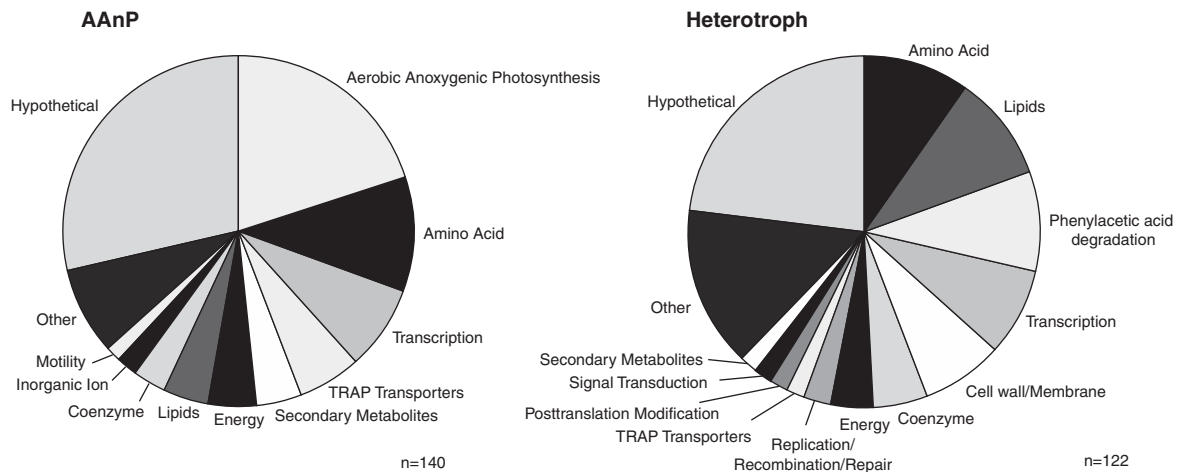 AAnP
Aerobic Anoxygenic Photosynthesis
Amino Acid
Transcription
TRAP Transporters
Secondary Metabolites
Energy
Lipids
Coenzyme
Inorganic Ion
Motility
Other
Hypothetical
n=140
Heterotroph
Amino Acid
Lipids
Phenylacetic acid
degradation
Transcription
Cell wall/Membrane
Coenzyme
Energy
Replication/
Recombination/Repair
TRAP Transporters
Posttranslation Modification
Signal Transduction
Secondary Metabolites
Other
Hypothetical
n=122